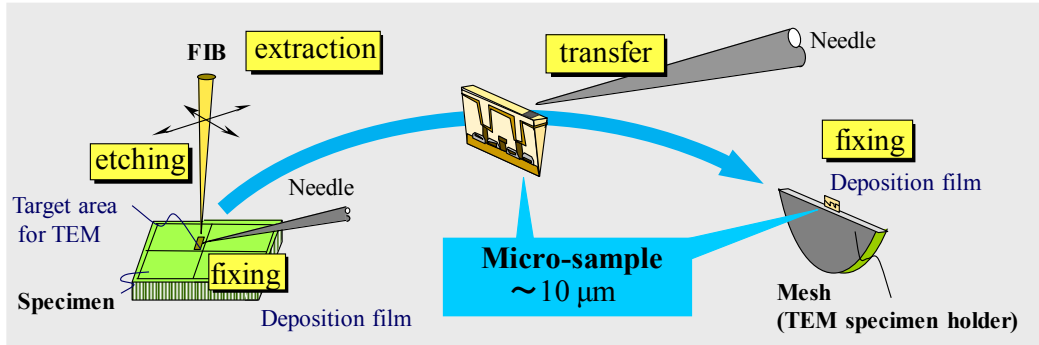 FIB
extraction
etching
Needle
Target area
for TEM
fixing
Specimen
Deposition film
transfer
Needle
Micro-sample
～10 μm
fixing
Deposition film
Mesh
(TEM specimen holder)